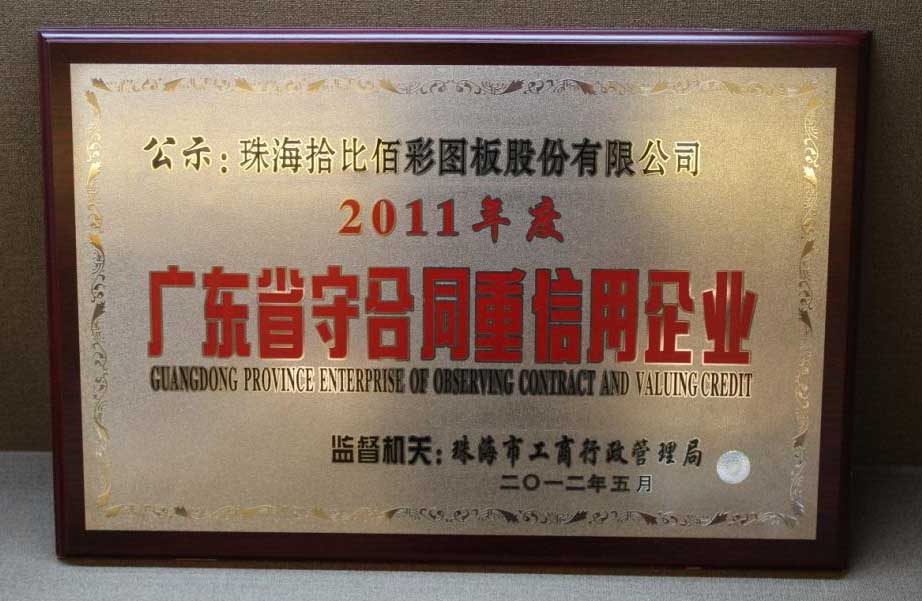 公示：珠海拾比佰彩图板股份有限公司
2011年度
广东省守合同重信用企业
GUANGDONG PROVINCE ENTERPRISE OF OBSERVING CONTRACT AND VALUING CREDIT
监督机关：珠海市工商行政管理局
二〇一二年五月